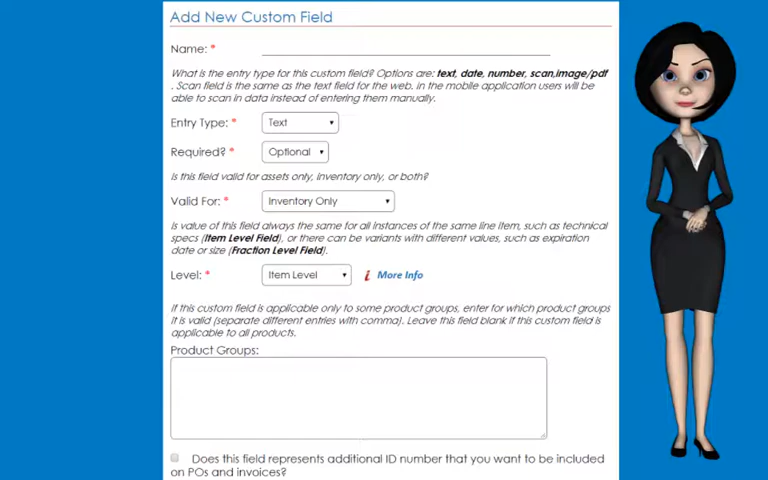 Add New Custom Field
Name: *
What is the entry type for this custom field? Options are: text, date, number, scan,image/pdf
. Scan field is the same as the text field for the web. in the mobile application users will be
able to scan in data instead of entering them manually.
Entry Type: * Text
Required? * Optional
Is this field valid for assets only, inventory only, or both?
Valid For: * Inventory Only
Is value of this field always the same for all instances of the same line item, such as technical
specs (Item Level Field), or there can be variants with different values, such as expiration
date or size (Fraction Level Field).
Level: * Item Level i More Info
If this custom field is applicable only to some product groups, enter for which product groups
it is valid (separate different entries with comma). Leave this field blank if this custom field is
applicable to all products.
Product Groups:
Does this field represents additional ID number that you want to be included
on POs and invoices?